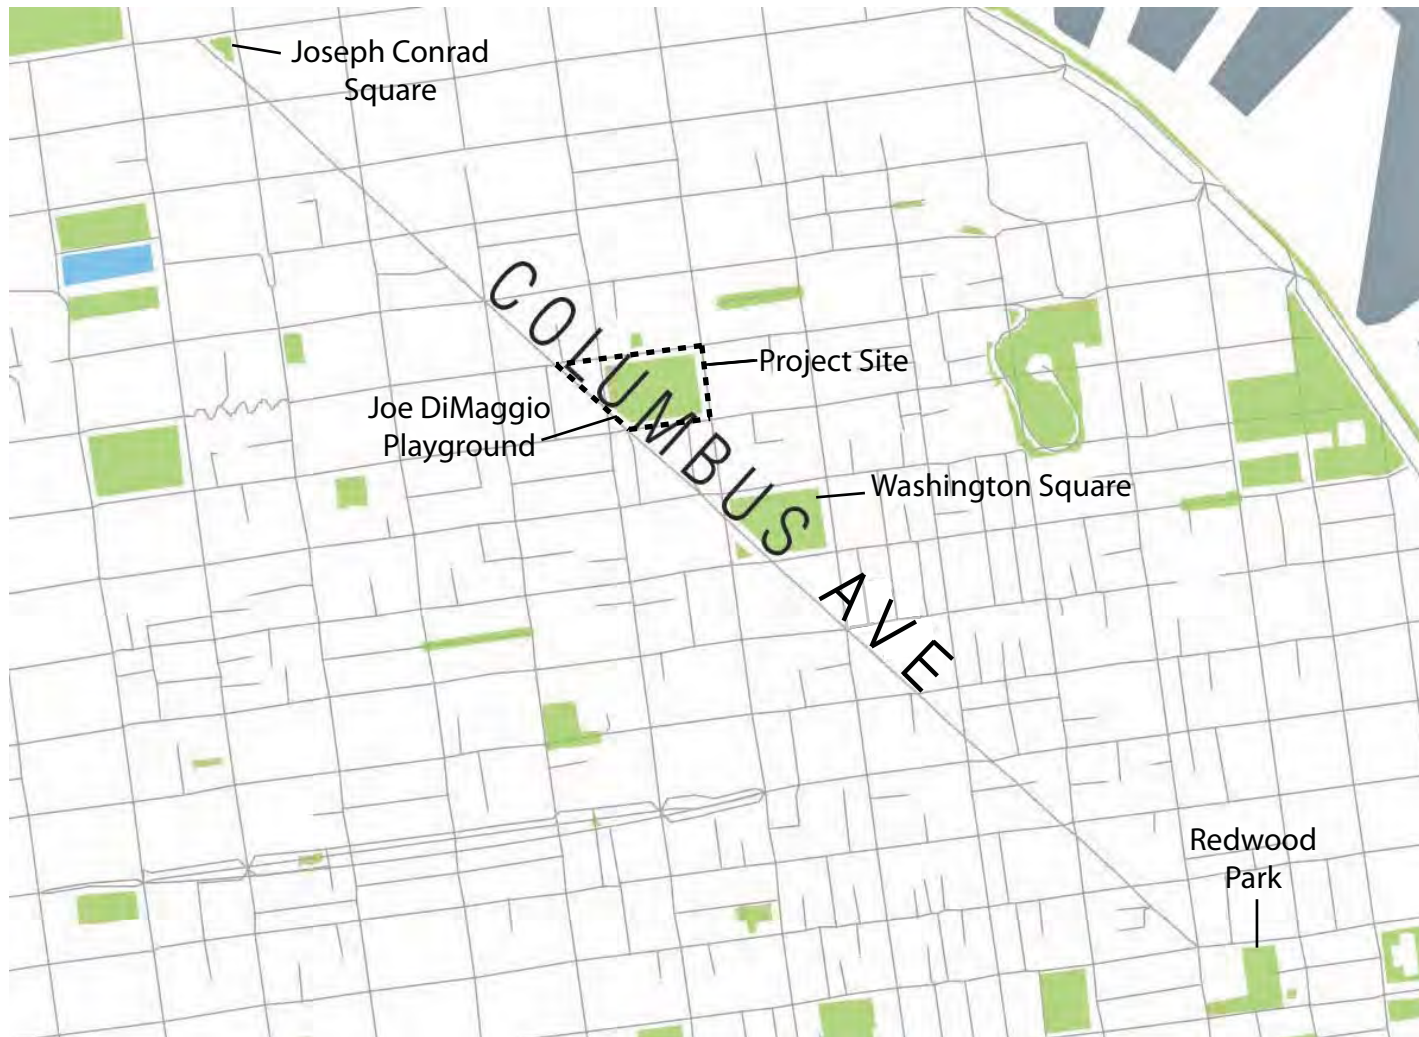 Joseph Conrad
Square
COLUMBUS AVE
Project Site
Joe DiMaggio
Playground
Washington Square
Redwood
Park